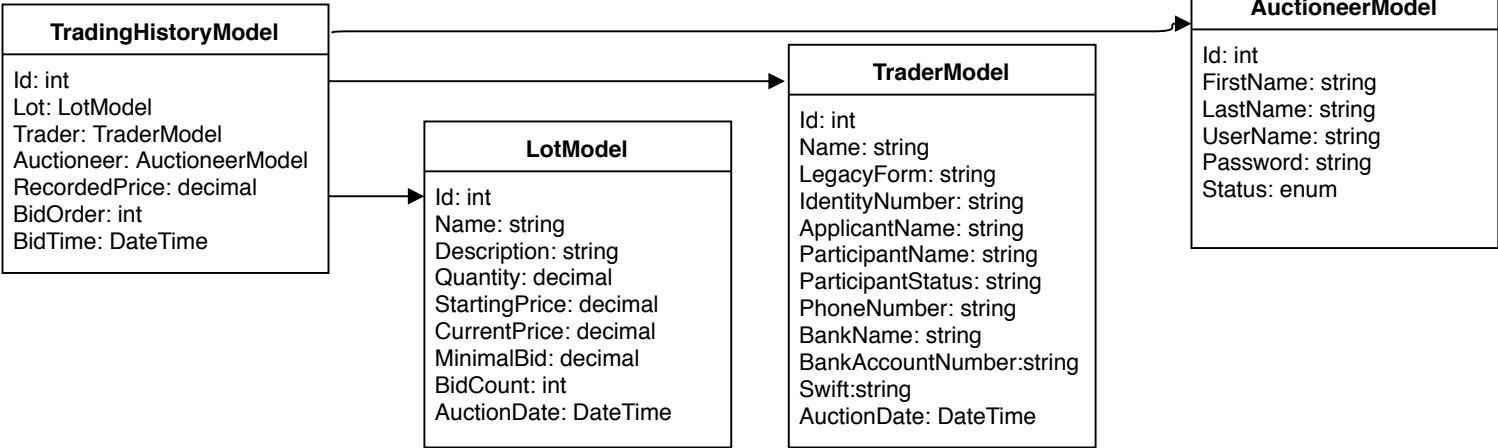 TradingHistoryModel
Id: int
Lot: LotModel
Trader: TraderModel
Auctioneer: AuctioneerModel
RecordedPrice: decimal
BidOrder: int
BidTime: DateTime
LotModel
Id: int
Name: string
Description: string
Quantity: decimal
StartingPrice: decimal
CurrentPrice: decimal
MinimalBid: decimal
BidCount: int
AuctionDate: DateTime
TraderModel
Id: int
Name: string
LegacyForm: string
IdentityNumber: string
ApplicantName: string
ParticipantName: string
ParticipantStatus: string
PhoneNumber: string
BankName: string
BankAccountNumber:string
Swift:string
AuctionDate: DateTime
AuctioneerModel
Id: int
FirstName: string
LastName: string
UserName: string
Password: string
Status: enum